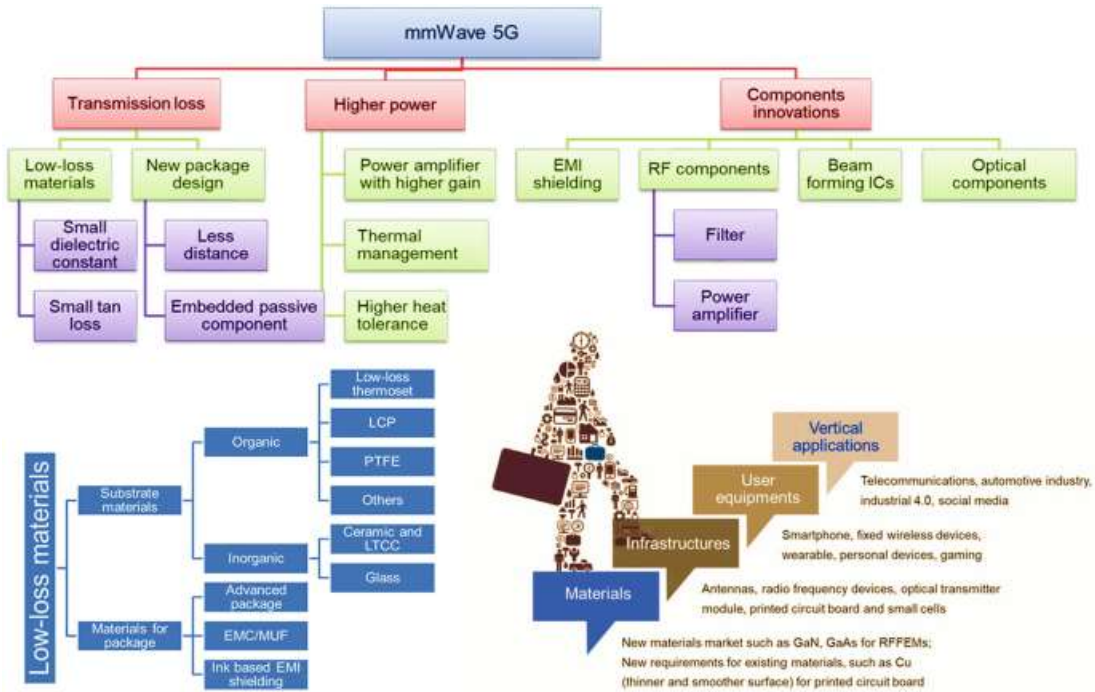 mmWave 5G
Transmission loss
Higher power
Components
innovations
Low-loss
materials
New package
design
Power amplifier
with higher gain
EMI
shielding
RF components
Beam
forming ICs
Optical
components
Small
dielectric
constant
Less
distance
Thermal
management
Filter
Small tan
loss
Embedded passive
component
Higher heat
tolerance
Power
amplifier
Low-loss materials
Substrate
materials
Organic
Low-loss
thermoset
LCP
PTFE
Others
Inorganic
Ceramic and
LTCC
Glass
Materials for
package
Advanced
package
EMC/MUF
Ink based EMI
shielding
Vertical
applications
Telecommunications, automotive industry,
industrial 4.0, social media
User
equipments
Smartphone, fixed wireless devices,
wearable, personal devices, gaming
Infrastructures
Antennas, radio frequency devices, optical transmitter
module, printed circuit board and small cells
Materials
New materials market such as GaN, GaAs for RFFEMs;
New requirements for existing materials, such as Cu
(thinner and smoother surface) for printed circuit board